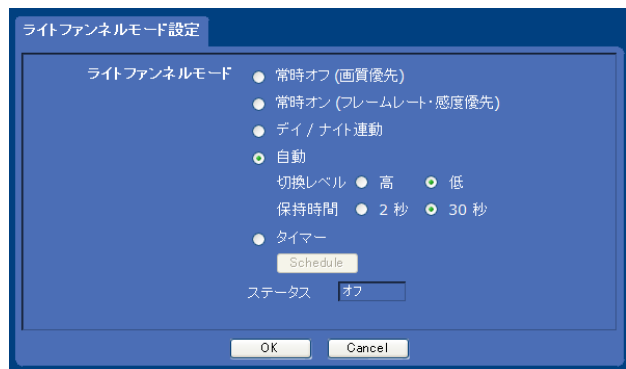 ライトファンネルモード設定
ライトファンネルモード
常時オフ (画質優先)
常時オン (フレームレート・感度優先)
デイ / ナイト連動
自動
切換レベル 高 低
保持時間 2 秒 30 秒
タイマー
Schedule
ステータス オフ
OK Cancel